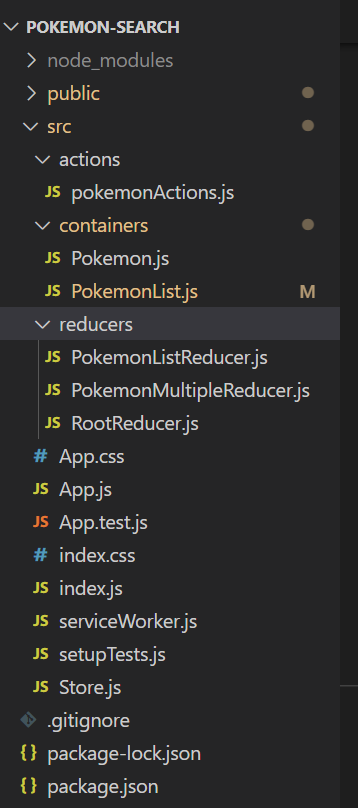 POKEMON-SEARCH
node_modules
public
src
actions
JS pokemonActions.js
containers
JS Pokemon.js
JS PokemonList.js M
reducers
JS PokemonListReducer.js
JS PokemonMultipleReducer.js
JS RootReducer.js
# App.css
JS App.js
JS App.test.js
# index.css
JS index.js
JS serviceWorker.js
JS setupTests.js
JS Store.js
.gitignore
{ } package-lock.json
{ } package.json